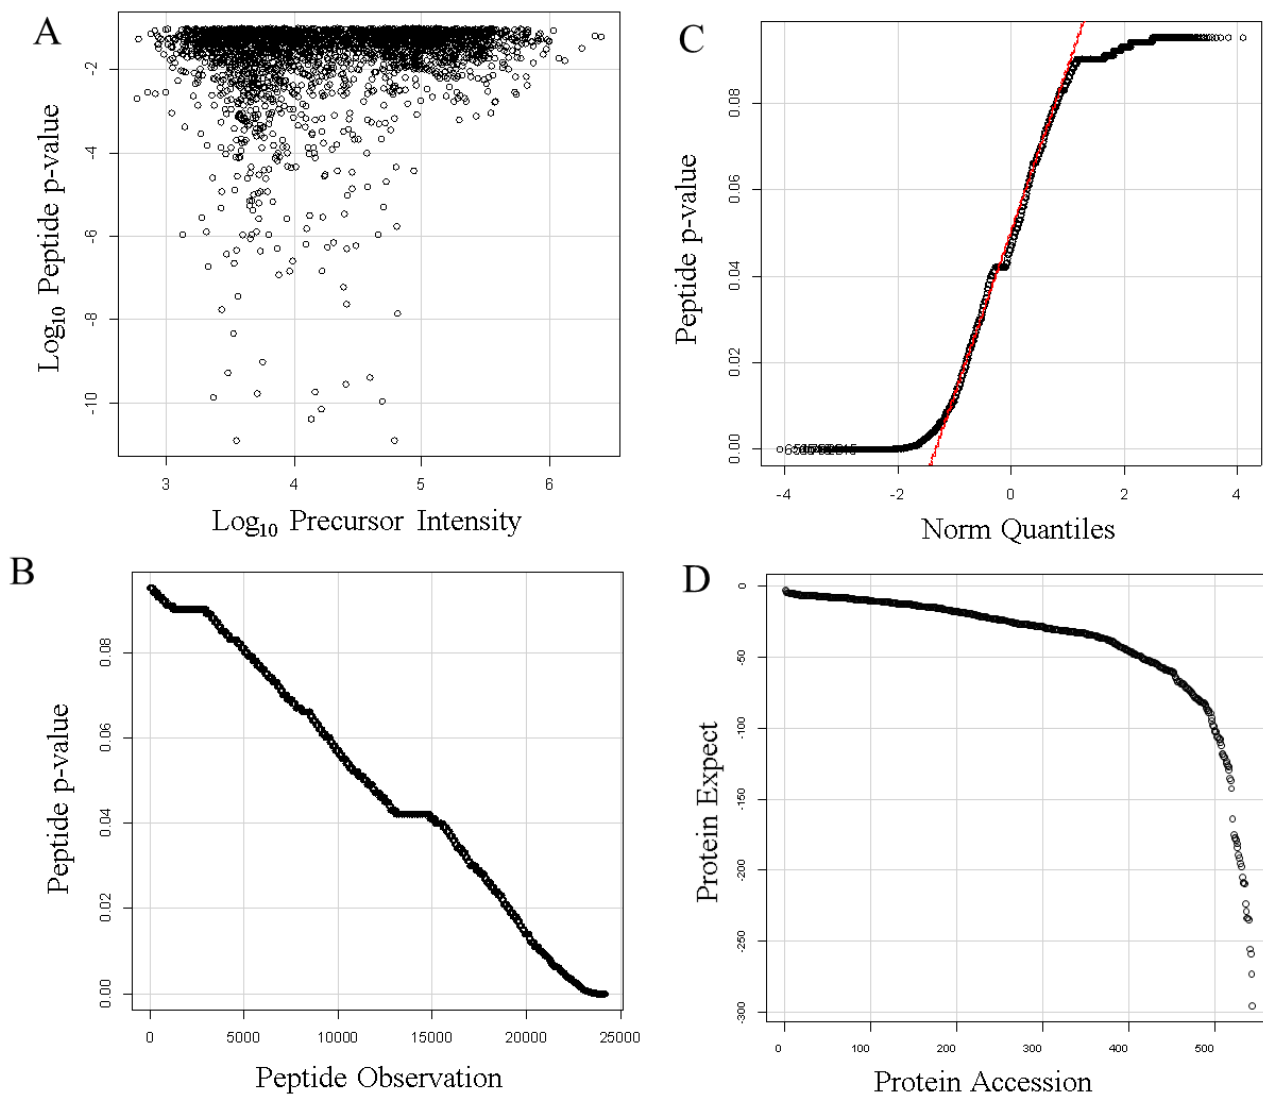 A
Log10 Peptide p-value
-2
-4
-6
-8
-10
3 4 5 6
Log10 Precursor Intensity
C
Peptide p-value
0.08
0.06
0.04
0.02
0.00
-4 -2 0 2 4
Norm Quantiles
B
Peptide p-value
0.08
0.06
0.04
0.02
0.00
0 5000 10000 15000 20000 25000
Peptide Observation
D
Protein Expect
0
-50
-100
-150
-200
-250
-300
0 100 200 300 400 500
Protein Accession